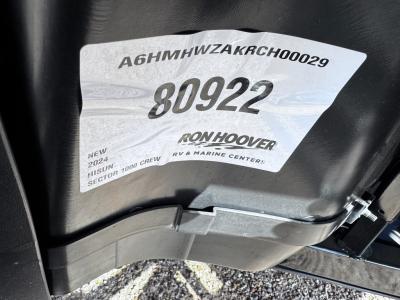 A6HMHWZAKRCH00029
80922
RON HOOVER
RV & MARINE CENTERS
NEW
2024
HISUN
SECTOR 1000 CREW